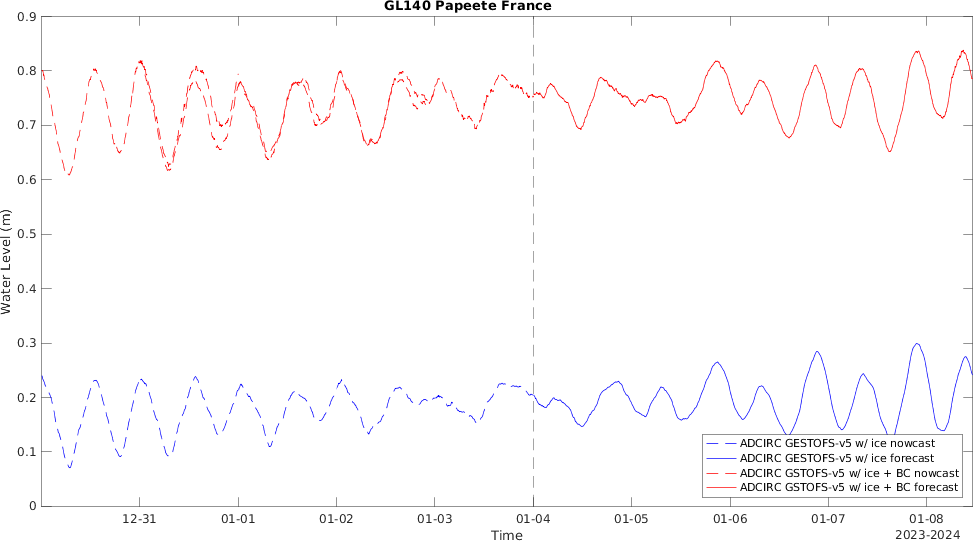 GL140 Papeete France
0.9
0.8
0.7
0.6
0.5
0.4
0.3
0.2
0.1
0
Water Level (m)
12-31 01-01 01-02 01-03 01-04 01-05 01-06 01-07 01-08
Time
2023-2024
ADCIRC GESTOFS-v5 w/ ice nowcast
ADCIRC GESTOFS-v5 w/ ice forecast
ADCIRC GSTOFS-v5 w/ ice + BC nowcast
ADCIRC GSTOFS-v5 w/ ice + BC forecast